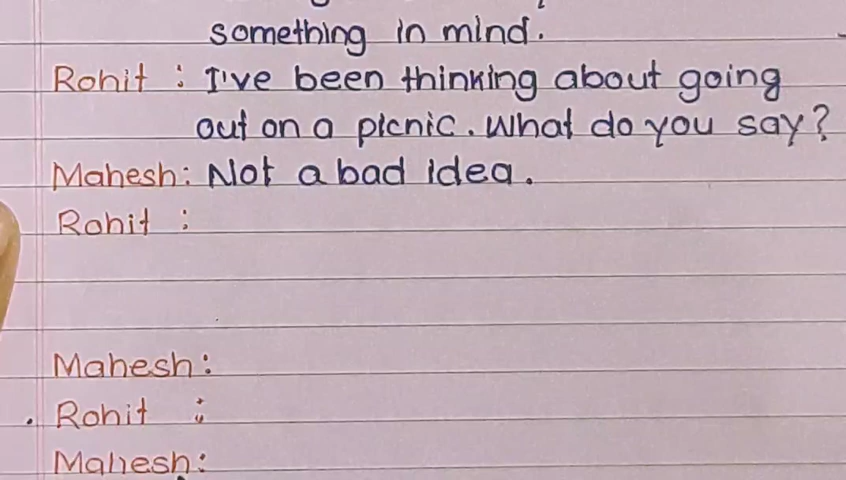 something in mind.
Rohit : I've been thinking about going
out on a picnic. What do you say?
Mahesh: Not a bad idea.
Rohit :
Mahesh:
Rohit :
Mahesh: